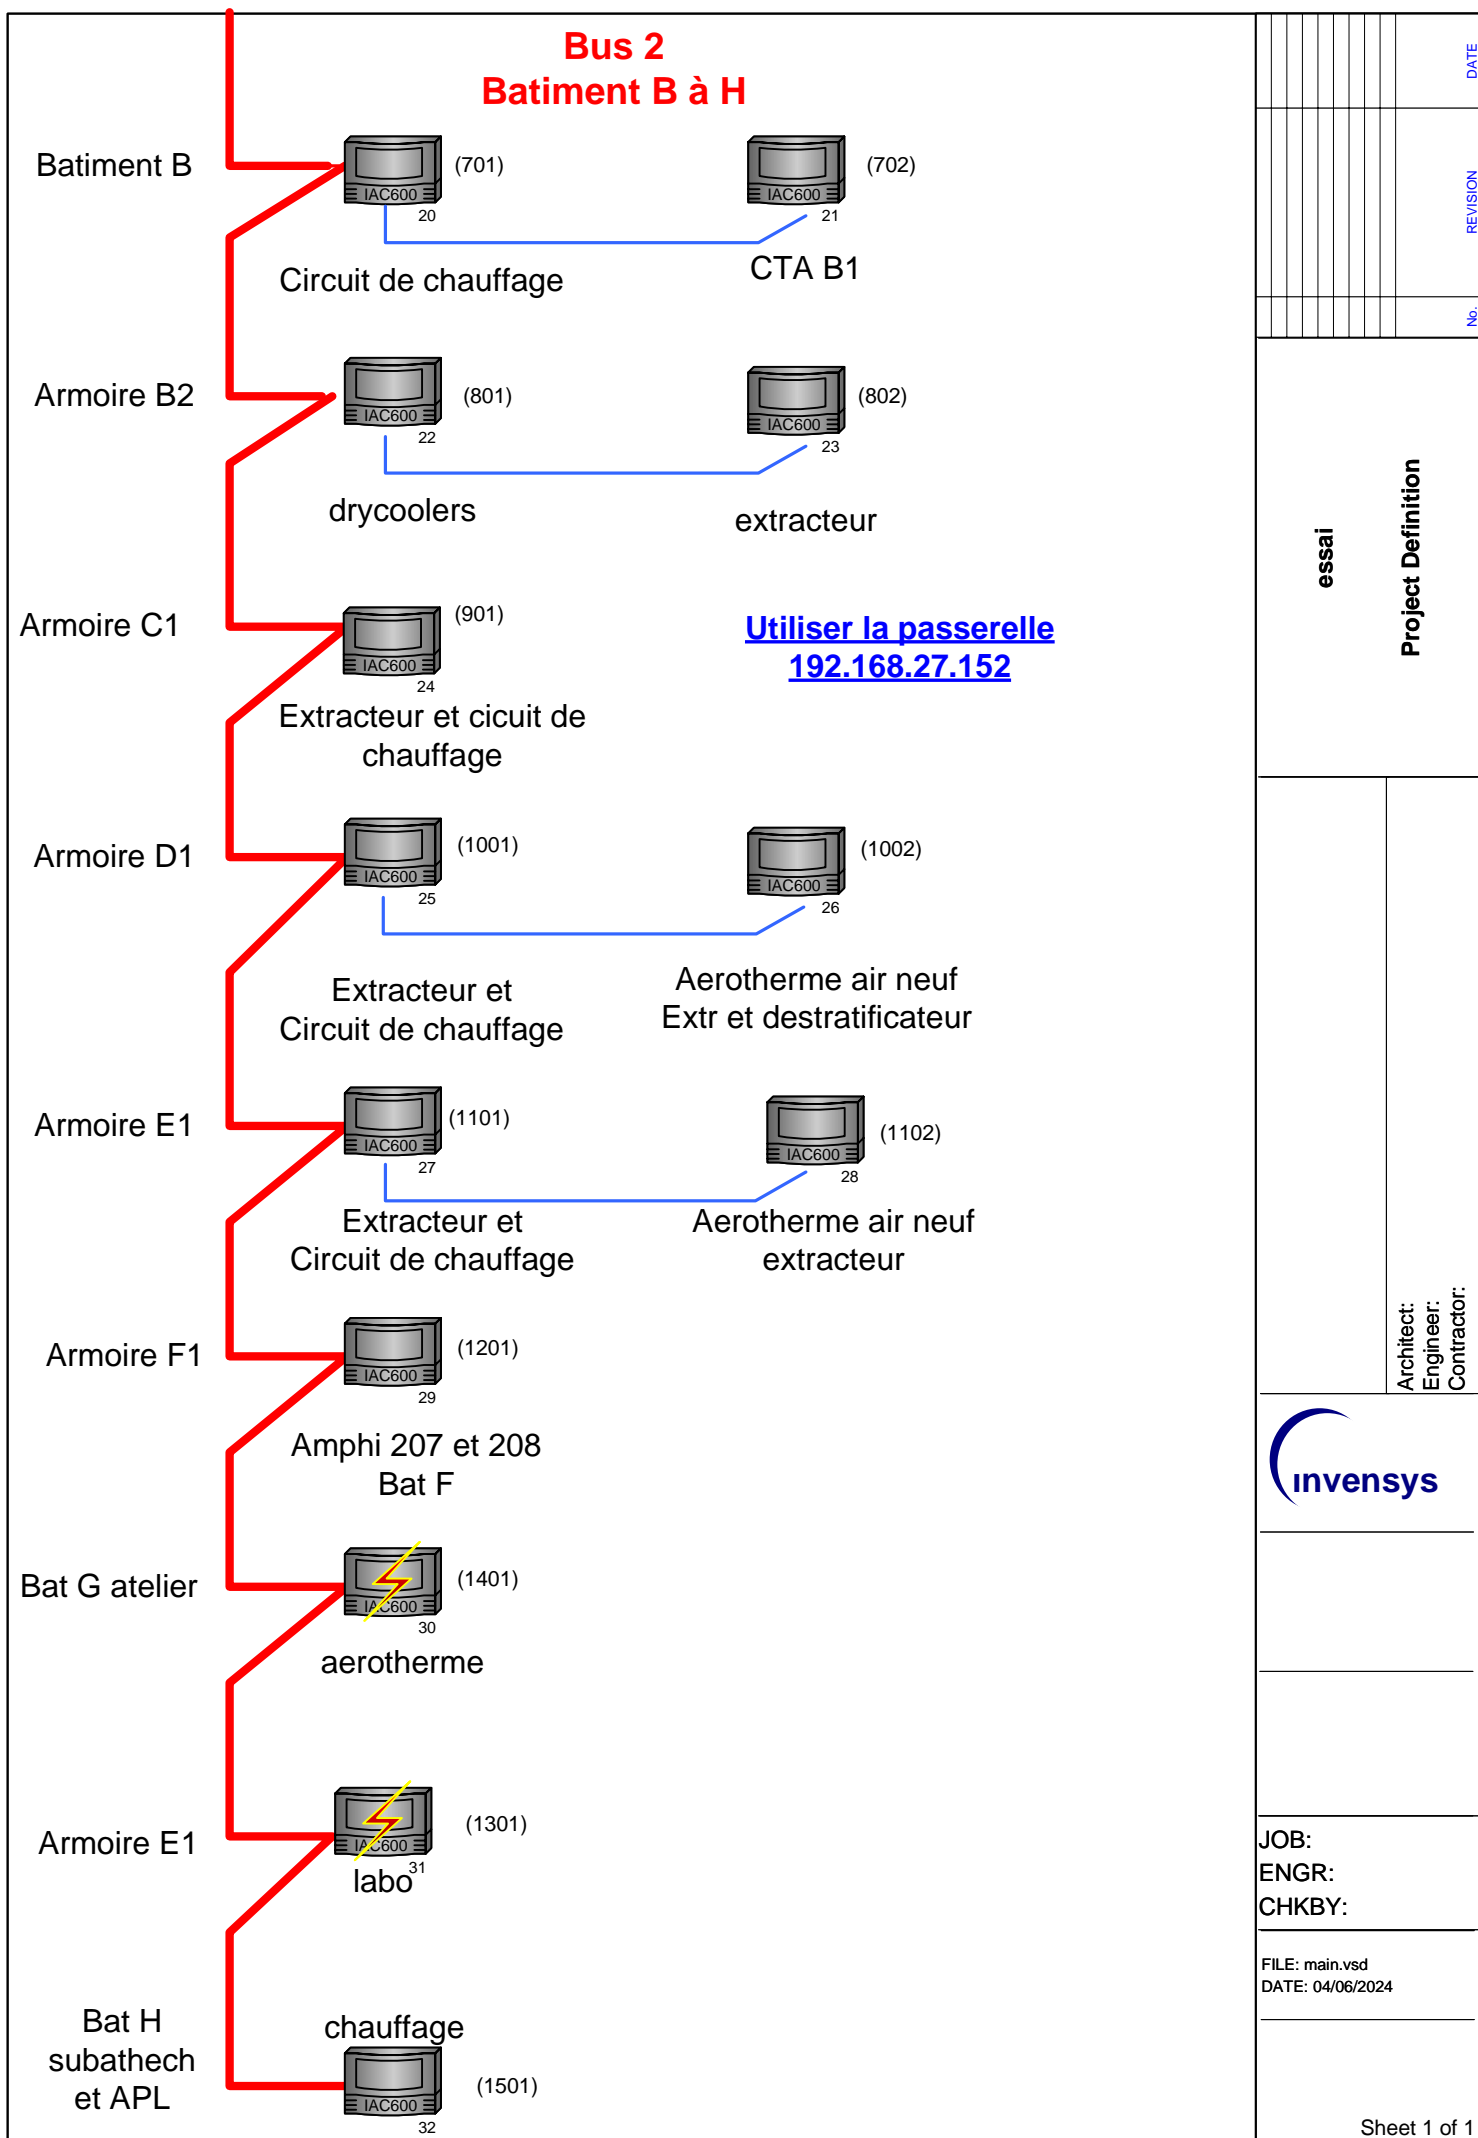 Bus 2
Batiment B à H
Batiment B
IAC600
20
(701)
IAC600
21
(702)
Circuit de chauffage
CTA B1
Armoire B2
IAC600
22
(801)
IAC600
23
(802)
drycoolers
extracteur
Armoire C1
IAC600
24
(901)
Utiliser la passerelle
192.168.27.152
Extracteur et cicuit de
chauffage
Armoire D1
IAC600
25
(1001)
IAC600
26
(1002)
Extracteur et
Circuit de chauffage
Aerotherme air neuf
Extr et destratificateur
Armoire E1
IAC600
27
(1101)
IAC600
28
(1102)
Extracteur et
Circuit de chauffage
Aerotherme air neuf
extracteur
Armoire F1
IAC600
29
(1201)
Amphi 207 et 208
Bat F
Bat G atelier
IAC600
30
(1401)
aerotherme
Armoire E1
IAC600
31
(1301)
labo
Bat H
subathech
et APL
chauffage
IAC600
32
(1501)
DATE
REVISION
No.
essai
Project Definition
Architect:
Engineer:
Contractor:
invensys
JOB:
ENGR:
CHKBY:
FILE: main.vsd
DATE: 04/06/2024
Sheet 1 of 1